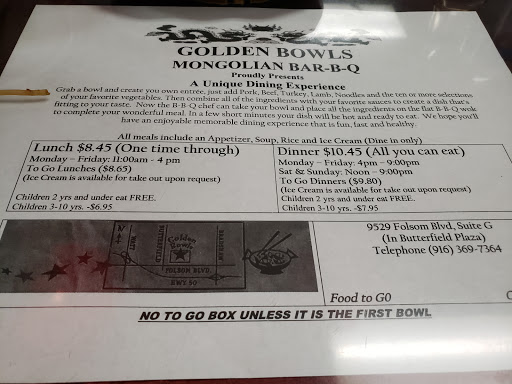 GOLDEN BOWLS
MONGOLIAN BAR-B-Q
Proudly Presents
A Unique Dining Experience
Grab a bowl and create you own entrée, just add Pork, Beef, Turkey, Lamb, Noodles and the ten or more selections
of your favorite vegetables. Then combine all of the ingredients with your favorite sauces to create a dish that's
fitting to your taste. Now the B-B-Q chef can take your bowl and place all the ingredients on the flat B-B-Q wok
to complete your wonderful meal. In a few short minutes your dish will be hot and ready to eat. We hope you'll
have an enjoyable memorable dining experience that is fun, fast and healthy.
All meals include an Appetizer, Soup, Rice and Ice Cream (Dine in only)
Lunch $8.45 (One time through)
Monday – Friday: 11:00am - 4 pm
To Go Lunches ($8.65)
(Ice Cream is available for take out upon request)
Children 2 yrs and under eat FREE.
Children 3-10 yrs. -$6.95
Dinner $10.45 (All you can eat)
Monday – Friday: 4pm – 9:00pm
Sat & Sunday: Noon – 9:00pm
To Go Dinners ($9.80)
(Ice Cream is available for take out upon request)
Children 2 yrs and under eat FREE.
Children 3-10 yrs. -$7.95
Golden
Bowls
FOLSOM BLVD.
HWY 50
9529 Folsom Blvd, Suite G
(In Butterfield Plaza)
Telephone (916) 369-7364
Food to GO
NO TO GO BOX UNLESS IT IS THE FIRST BOWL